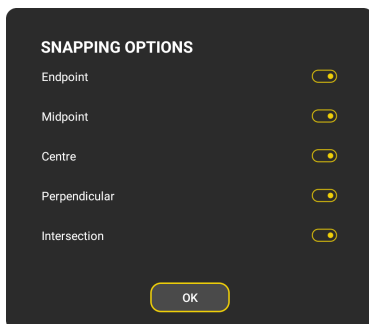 SNAPPING OPTIONS
Endpoint
Midpoint
Centre
Perpendicular
Intersection
OK